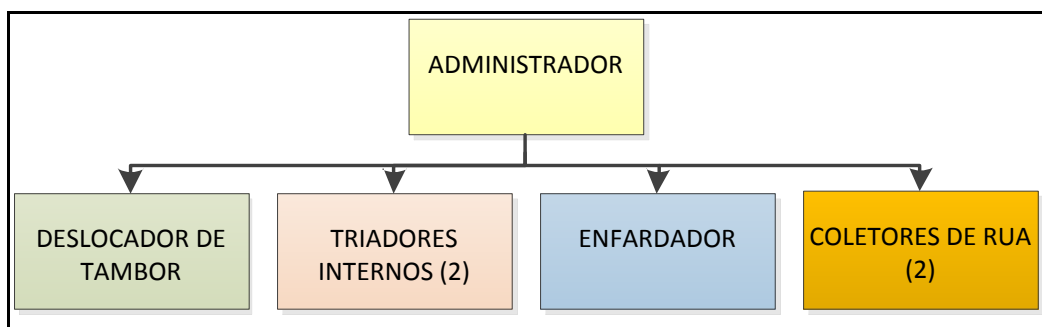 ADMINISTRADOR
DESLOCADOR DE
TAMBOR
TRIADORES
INTERNOS (2)
ENFARDADOR
COLETORES DE RUA
(2)